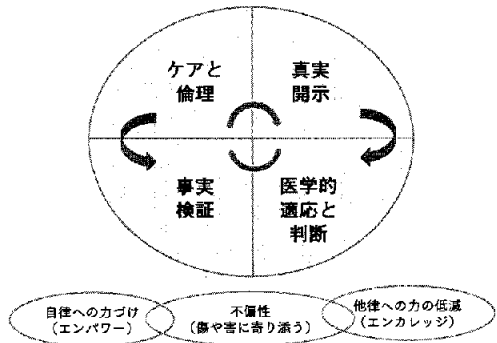 ケアと
倫理
真実
開示
事実
検証
医学的
適応と
判断
自律への力づけ
(エンパワー)
不偏性
(傷や害に寄り添う)
他律への力の低減
(エンカレッジ)